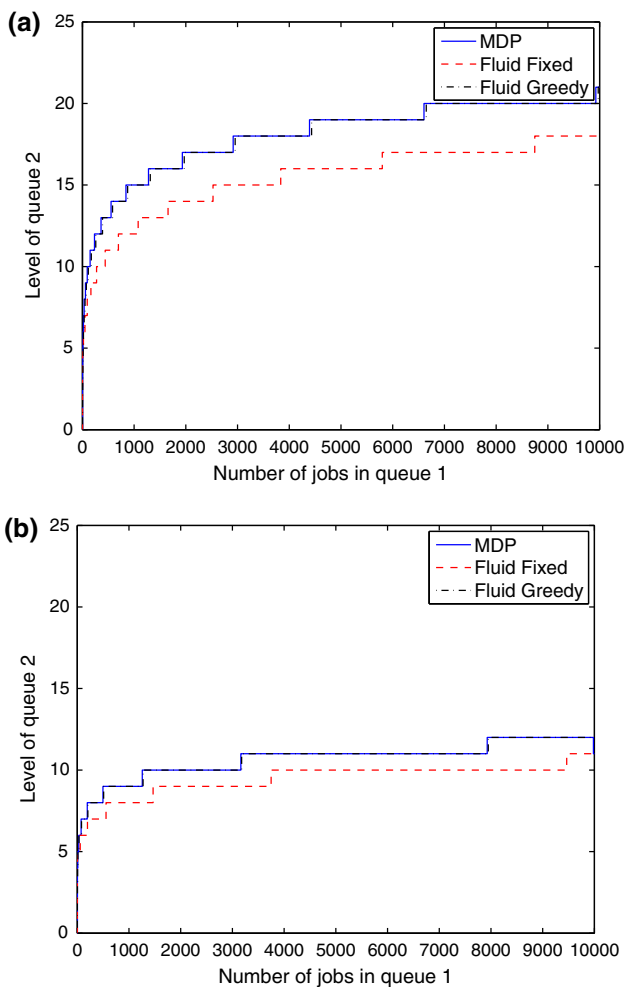 (a)
25
20
15
10
5
0
Level of queue 2
MDP
Fluid Fixed
Fluid Greedy
0 1000 2000 3000 4000 5000 6000 7000 8000 9000 10000
Number of jobs in queue 1
(b)
25
20
15
10
5
0
Level of queue 2
MDP
Fluid Fixed
Fluid Greedy
0 1000 2000 3000 4000 5000 6000 7000 8000 9000 10000
Number of jobs in queue 1